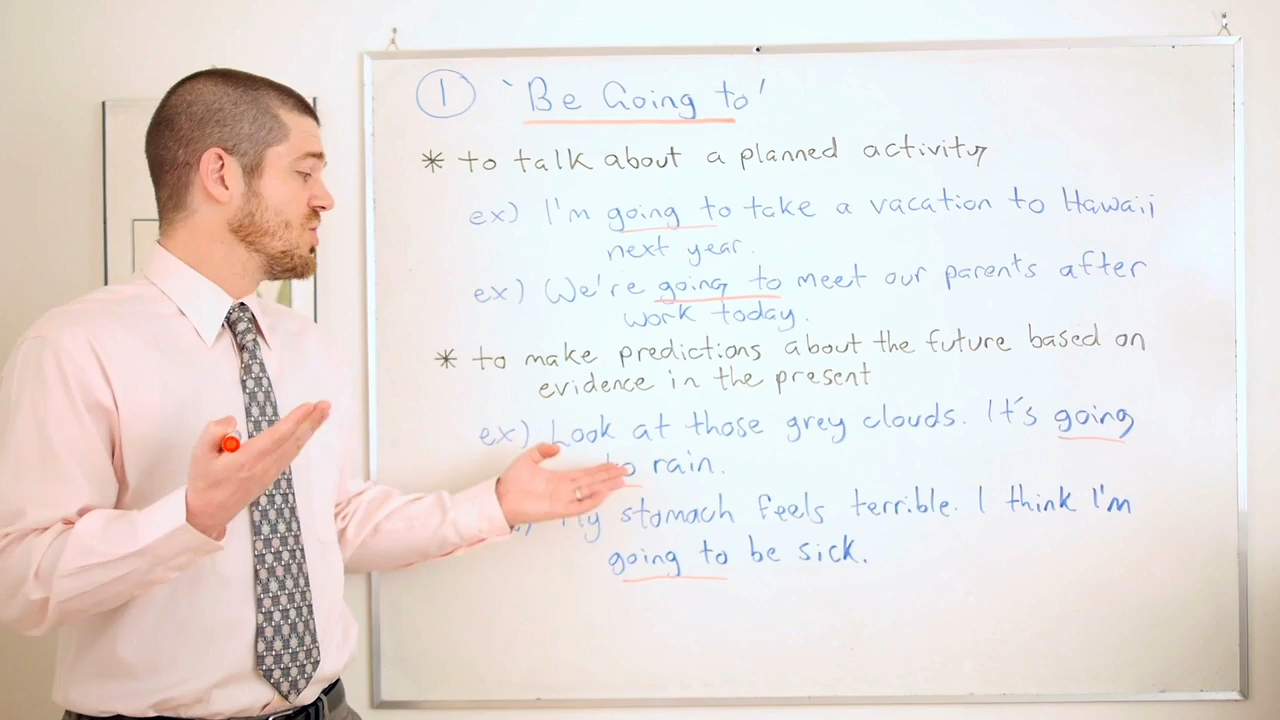 1 'Be Going to'
* to talk about a planned activity
ex) I'm going to take a vacation to Hawaii
next year.
ex) We're going to meet our parents after
work today.
* to make predictions about the future based on
evidence in the present
ex) Look at those grey clouds. It's going
to rain.
stomach feels terrible. I think I'm
going to be sick.